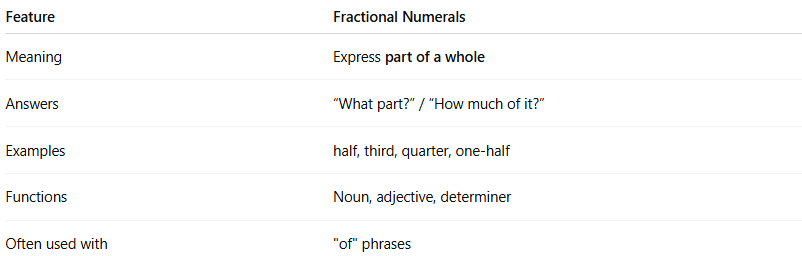 Feature Fractional Numerals
Meaning Express part of a whole
Answers “What part?” / “How much of it?”
Examples half, third, quarter, one-half
Functions Noun, adjective, determiner
Often used with "of" phrases